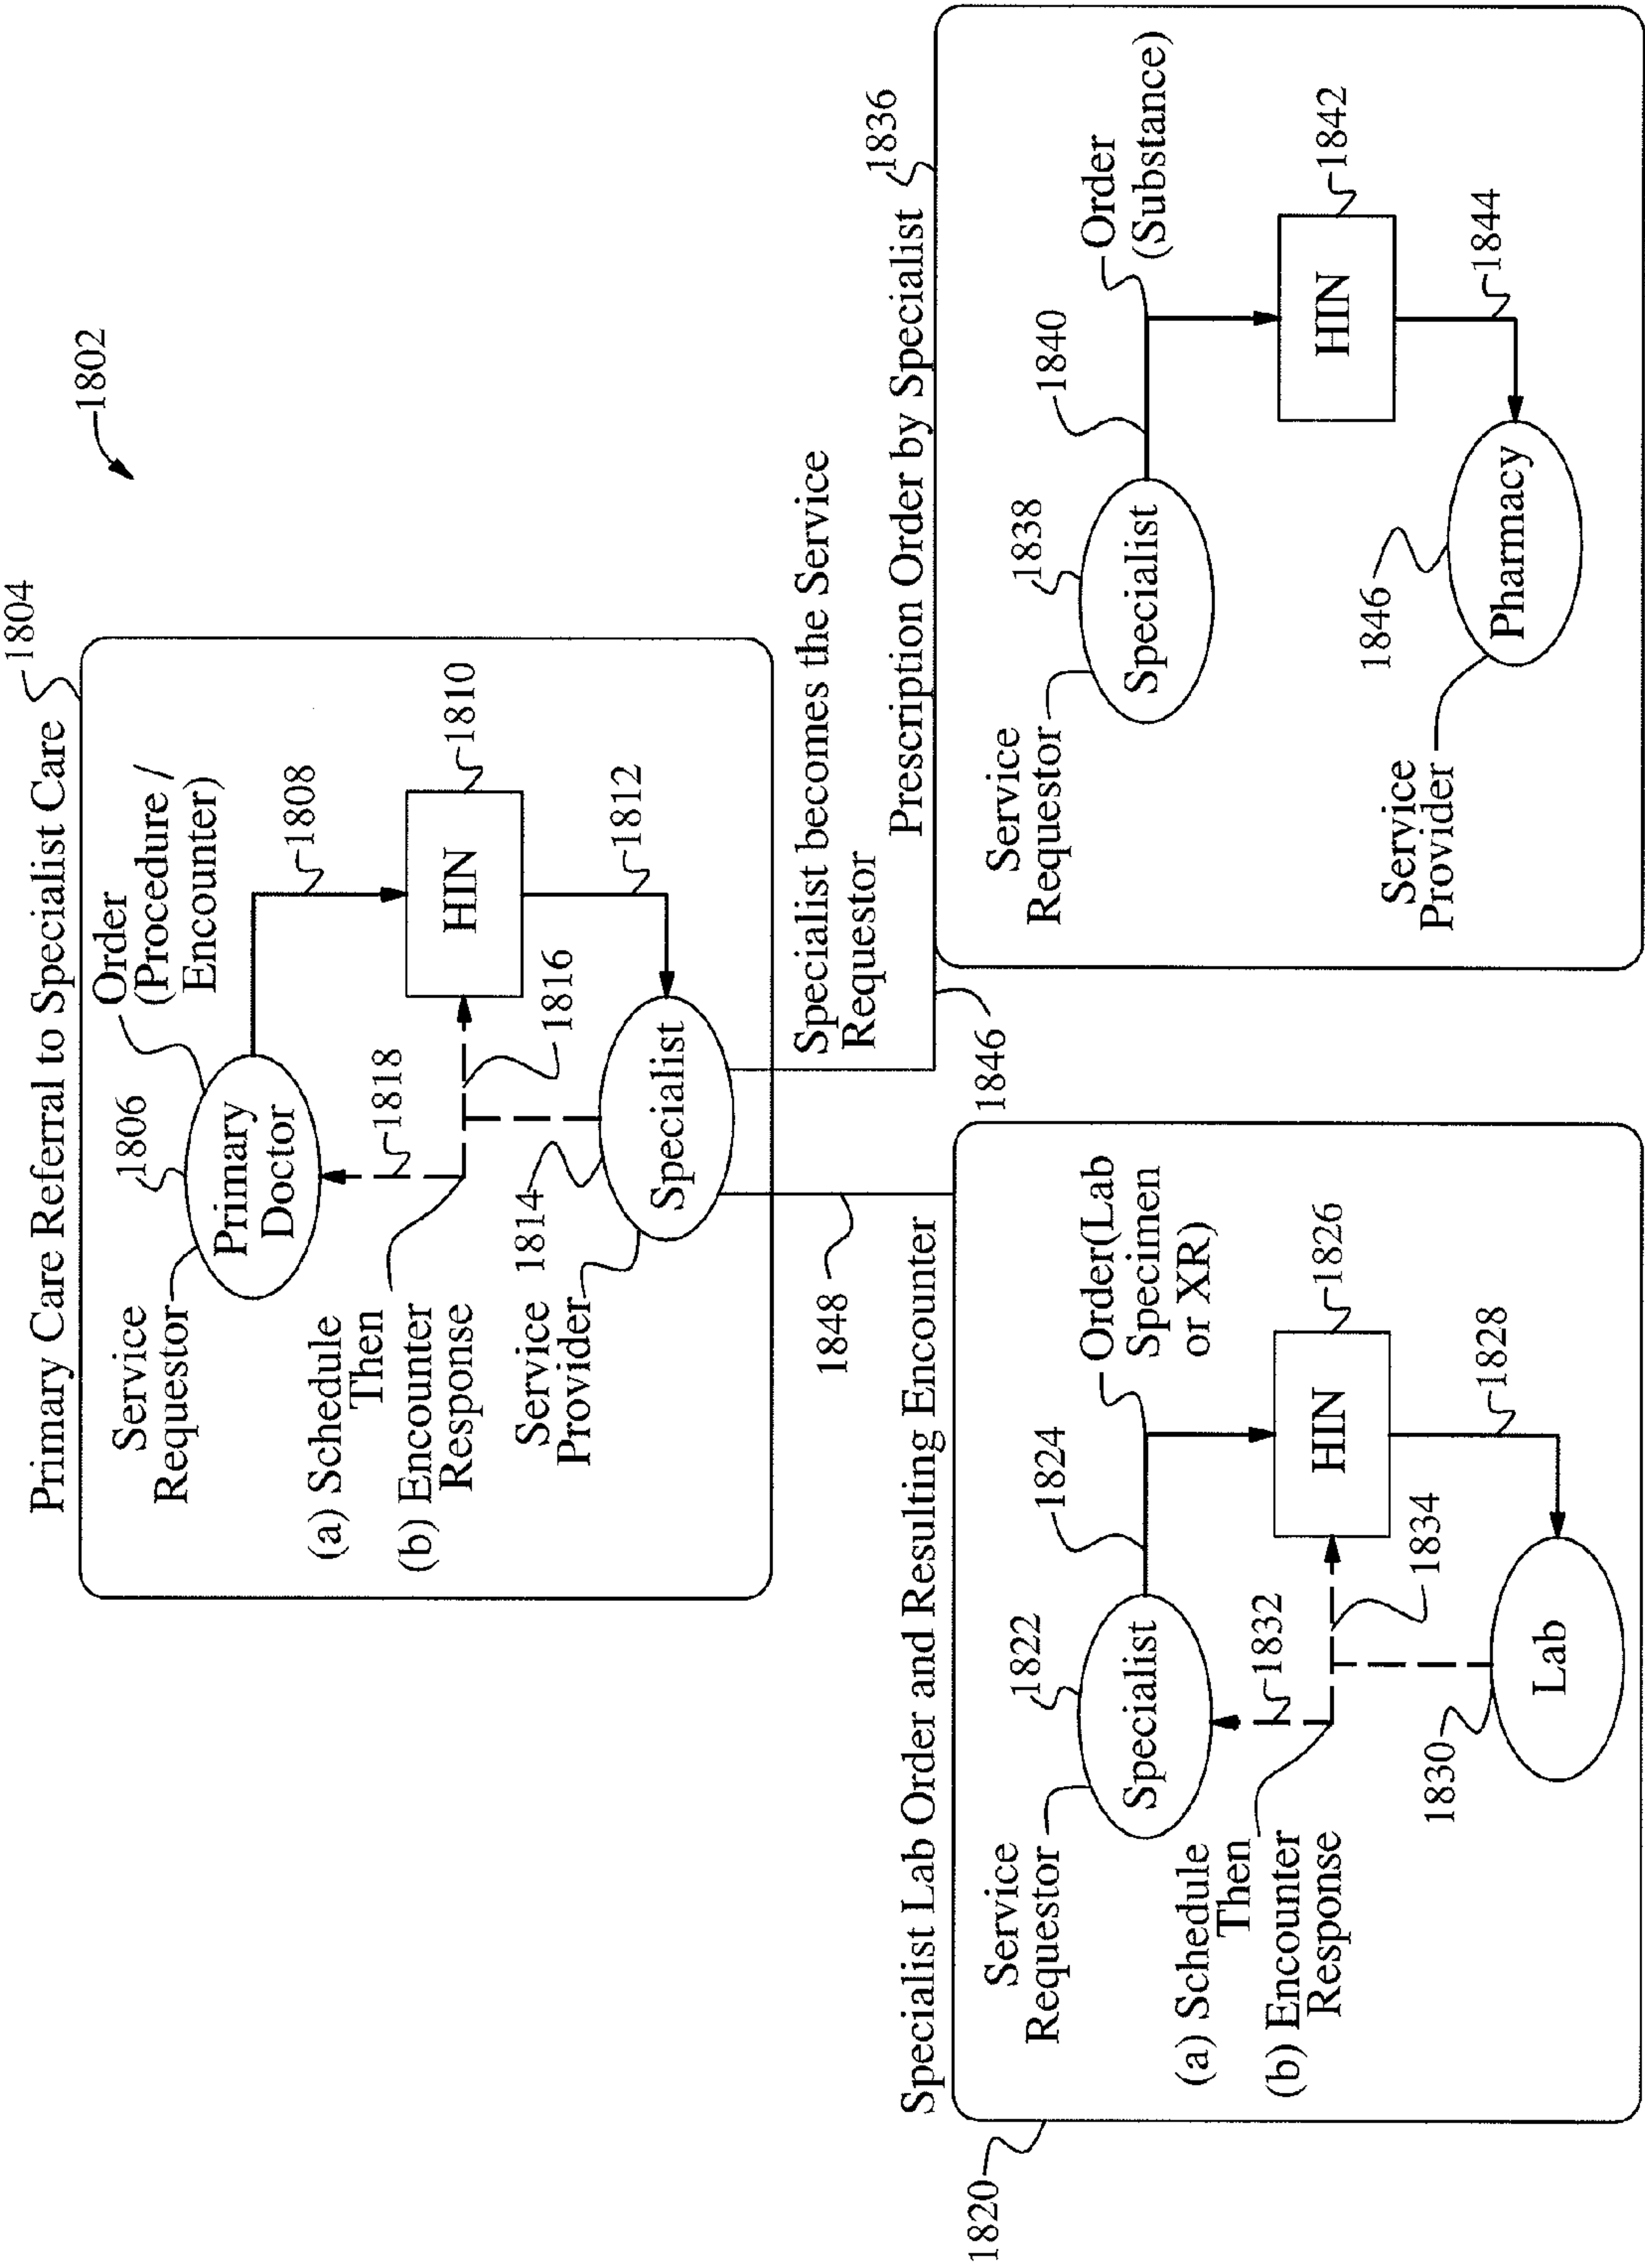 1802
Primary Care Referral to Specialist Care
1804
Service
Requestor
1806
Primary
Doctor
Order
(Procedure /
Encounter)
1808
(a) Schedule
Then
(b) Encounter
Response
1818
1816
HIN
1810
Service
Provider
1814
Specialist
1812
1848
Specialist becomes the Service
Requestor
1846
Specialist Lab Order and Resulting Encounter
1820
Service
Requestor
1822
Specialist
1824
Order(Lab
Specimen
or XR)
(a) Schedule
Then
(b) Encounter
Response
1832
1834
HIN
1826
1830
Lab
1828
Prescription Order by Specialist
1836
Service
Requestor
1838
Specialist
1840
Order
(Substance)
HIN
1842
Service
Provider
1846
Pharmacy
1844